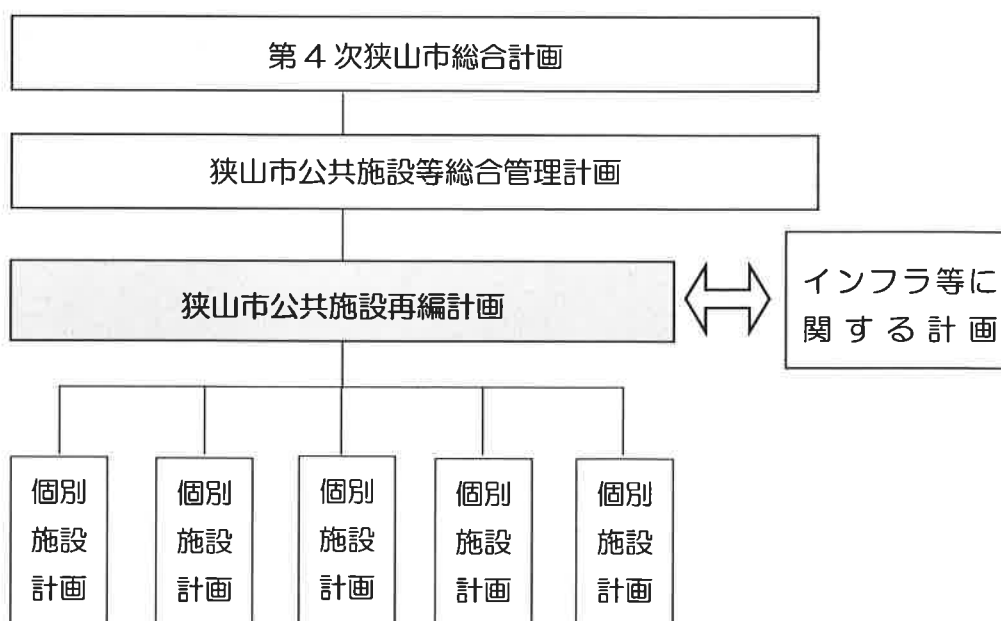 第4次狭山市総合計画
狭山市公共施設等総合管理計画
狭山市公共施設再編計画
インフラ等に
関する計画
個別
施設
計画
個別
施設
計画
個別
施設
計画
個別
施設
計画
個別
施設
計画